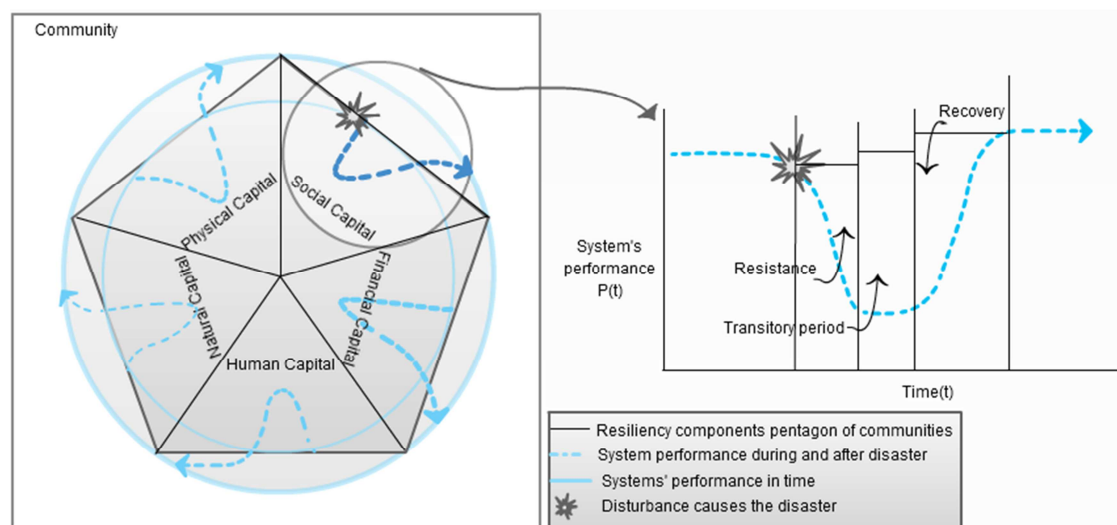 Community
Physical Capital
Social Capital
Natural Capital
Financial Capital
Human Capital
Recovery
System's
performance
P(t)
Resistance
Transitory period
Time(t)
Resiliency components pentagon of communities
System performance during and after disaster
Systems' performance in time
Disturbance causes the disaster